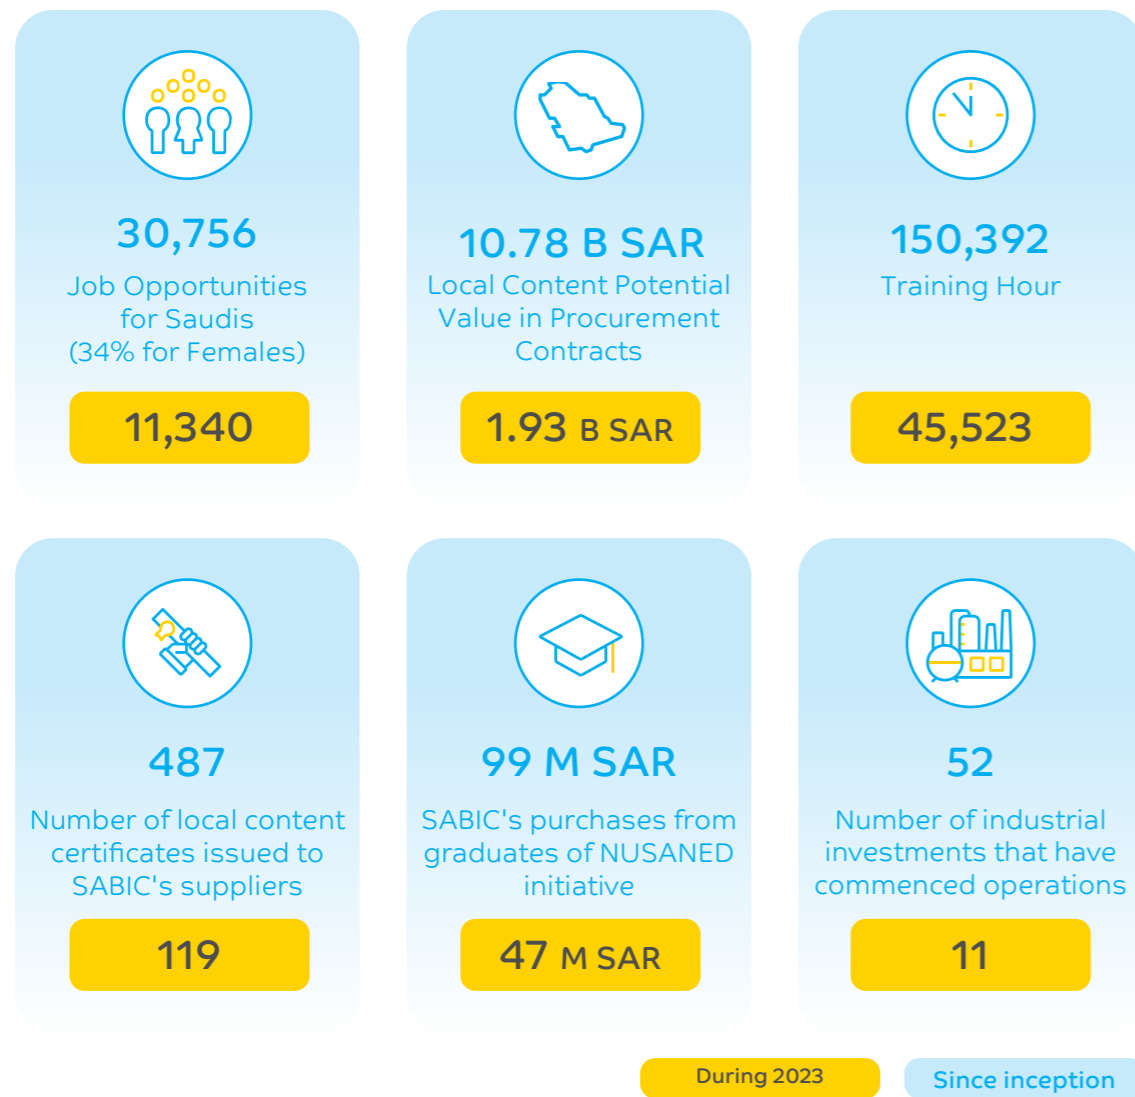 30,756
Job Opportunities
for Saudis
(34% for Females)
11,340
10.78 B SAR
Local Content Potential
Value in Procurement
Contracts
1.93 B SAR
150,392
Training Hour
45,523
487
Number of local content
certificates issued to
SABIC's suppliers
119
99 M SAR
SABIC's purchases from
graduates of NUSANED
initiative
47 M SAR
52
Number of industrial
investments that have
commenced operations
11
During 2023
Since inception